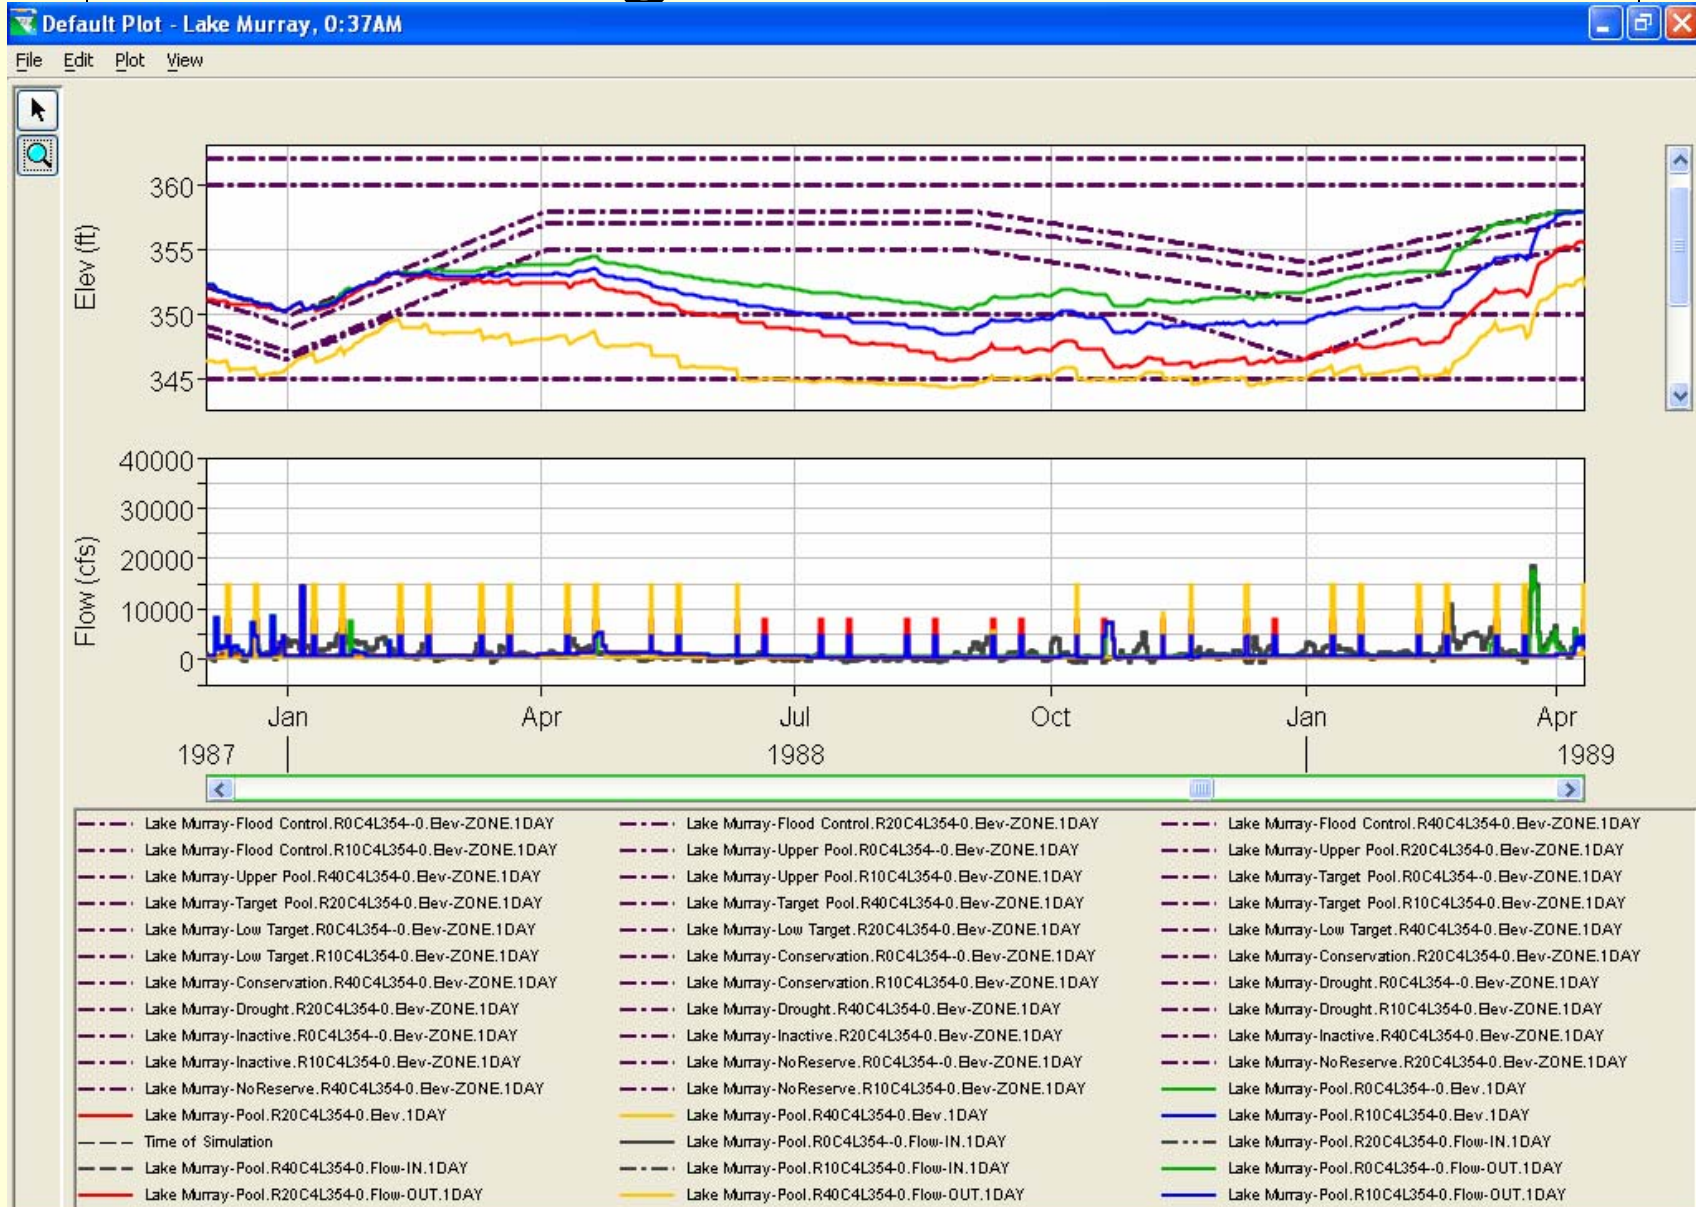 Default Plot - Lake Murray, 0:37AM
File Edit Plot View
Elev (ft)
360
355
350
345
Flow (cfs)
40000
30000
20000
10000
0
Jan Apr Jul Oct Jan Apr
1987 1988 1989
Lake Murray-Flood Control.R0C4L354--0.Elev-ZONE.1DAY Lake Murray-Flood Control.R20C4L354-0.Elev-ZONE.1DAY Lake Murray-Flood Control.R40C4L354-0.Elev-ZONE.1DAY
Lake Murray-Flood Control.R10C4L354-0.Elev-ZONE.1DAY Lake Murray-Upper Pool.R0C4L354--0.Elev-ZONE.1DAY Lake Murray-Upper Pool.R20C4L354-0.Elev-ZONE.1DAY
Lake Murray-Upper Pool.R40C4L354-0.Elev-ZONE.1DAY Lake Murray-Upper Pool.R10C4L354-0.Elev-ZONE.1DAY Lake Murray-Target Pool.R0C4L354--0.Elev-ZONE.1DAY
Lake Murray-Target Pool.R20C4L354-0.Elev-ZONE.1DAY Lake Murray-Target Pool.R40C4L354-0.Elev-ZONE.1DAY Lake Murray-Target Pool.R10C4L354-0.Elev-ZONE.1DAY
Lake Murray-Low Target.R0C4L354--0.Elev-ZONE.1DAY Lake Murray-Low Target.R20C4L354-0.Elev-ZONE.1DAY Lake Murray-Low Target.R40C4L354-0.Elev-ZONE.1DAY
Lake Murray-Low Target.R10C4L354-0.Elev-ZONE.1DAY Lake Murray-Conservation.R0C4L354--0.Elev-ZONE.1DAY Lake Murray-Conservation.R20C4L354-0.Elev-ZONE.1DAY
Lake Murray-Conservation.R40C4L354-0.Elev-ZONE.1DAY Lake Murray-Conservation.R10C4L354-0.Elev-ZONE.1DAY Lake Murray-Drought.R0C4L354--0.Elev-ZONE.1DAY
Lake Murray-Drought.R20C4L354-0.Elev-ZONE.1DAY Lake Murray-Drought.R40C4L354-0.Elev-ZONE.1DAY Lake Murray-Drought.R10C4L354-0.Elev-ZONE.1DAY
Lake Murray-Inactive.R0C4L354--0.Elev-ZONE.1DAY Lake Murray-Inactive.R20C4L354-0.Elev-ZONE.1DAY Lake Murray-Inactive.R40C4L354-0.Elev-ZONE.1DAY
Lake Murray-Inactive.R10C4L354-0.Elev-ZONE.1DAY Lake Murray-NoReserve.R0C4L354--0.Elev-ZONE.1DAY Lake Murray-NoReserve.R20C4L354-0.Elev-ZONE.1DAY
Lake Murray-NoReserve.R40C4L354-0.Elev-ZONE.1DAY Lake Murray-NoReserve.R10C4L354-0.Elev-ZONE.1DAY Lake Murray-Pool.R0C4L354--0.Elev.1DAY
Lake Murray-Pool.R20C4L354-0.Elev.1DAY Lake Murray-Pool.R40C4L354-0.Elev.1DAY Lake Murray-Pool.R10C4L354-0.Elev.1DAY
Time of Simulation Lake Murray-Pool.R0C4L354--0.Flow-IN.1DAY Lake Murray-Pool.R20C4L354-0.Flow-IN.1DAY
Lake Murray-Pool.R40C4L354-0.Flow-IN.1DAY Lake Murray-Pool.R10C4L354-0.Flow-IN.1DAY Lake Murray-Pool.R0C4L354--0.Flow-OUT.1DAY
Lake Murray-Pool.R20C4L354-0.Flow-OUT.1DAY Lake Murray-Pool.R40C4L354-0.Flow-OUT.1DAY Lake Murray-Pool.R10C4L354-0.Flow-OUT.1DAY